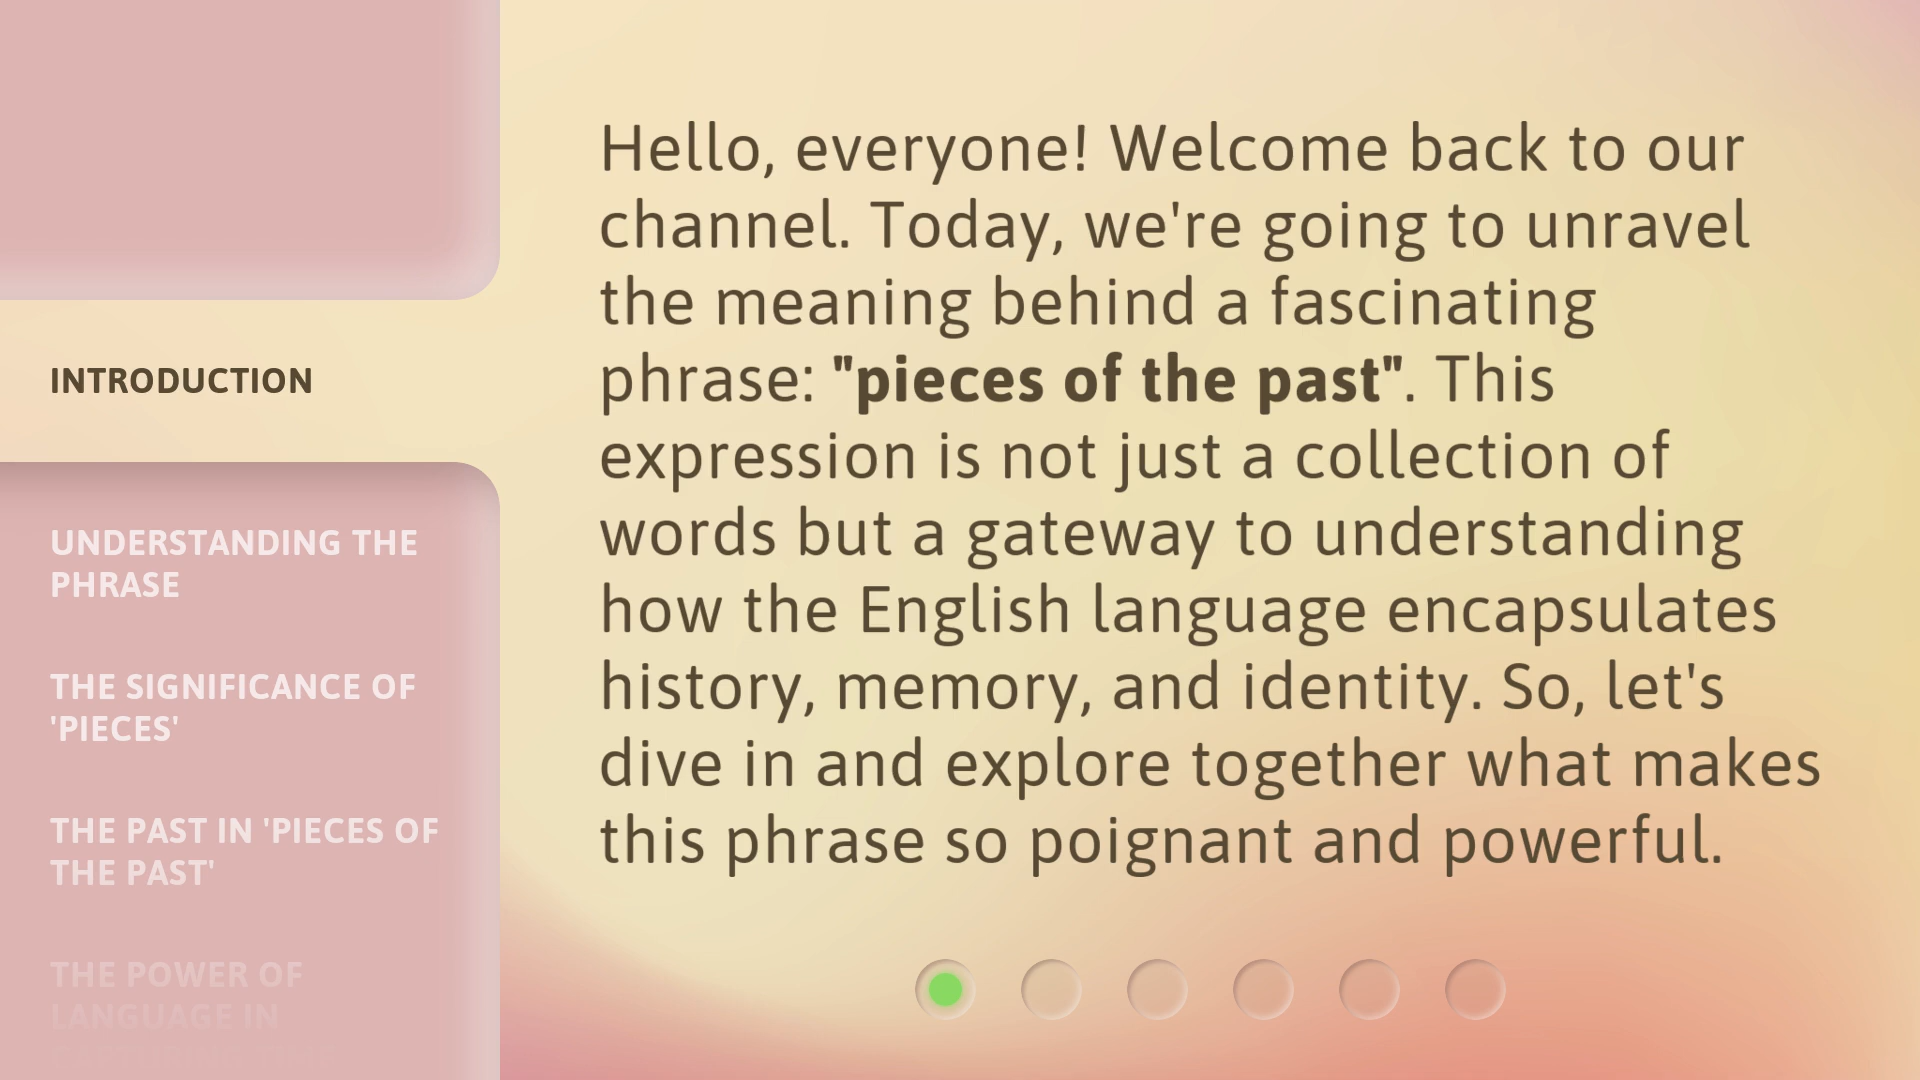 INTRODUCTION
UNDERSTANDING THE
PHRASE
THE SIGNIFICANCE OF
'PIECES'
THE PAST IN 'PIECES OF
THE PAST'
THE POWER OF
LANGUAGE IN
Hello, everyone! Welcome back to our
channel. Today, we're going to unravel
the meaning behind a fascinating
phrase: "pieces of the past". This
expression is not just a collection of
words but a gateway to understanding
how the English language encapsulates
history, memory, and identity. So, let's
dive in and explore together what makes
this phrase so poignant and powerful.